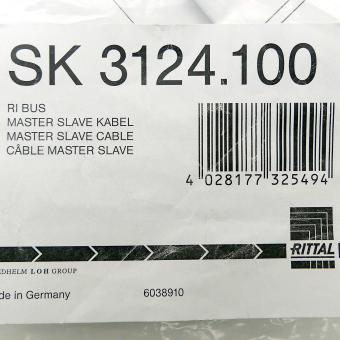 SK 3124.100
RI BUS
MASTER SLAVE KABEL
MASTER SLAVE CABLE
CÂBLE MASTER SLAVE
4 028177 325494
RITTAL
EDHELM LOH GROUP
de in Germany
6038910